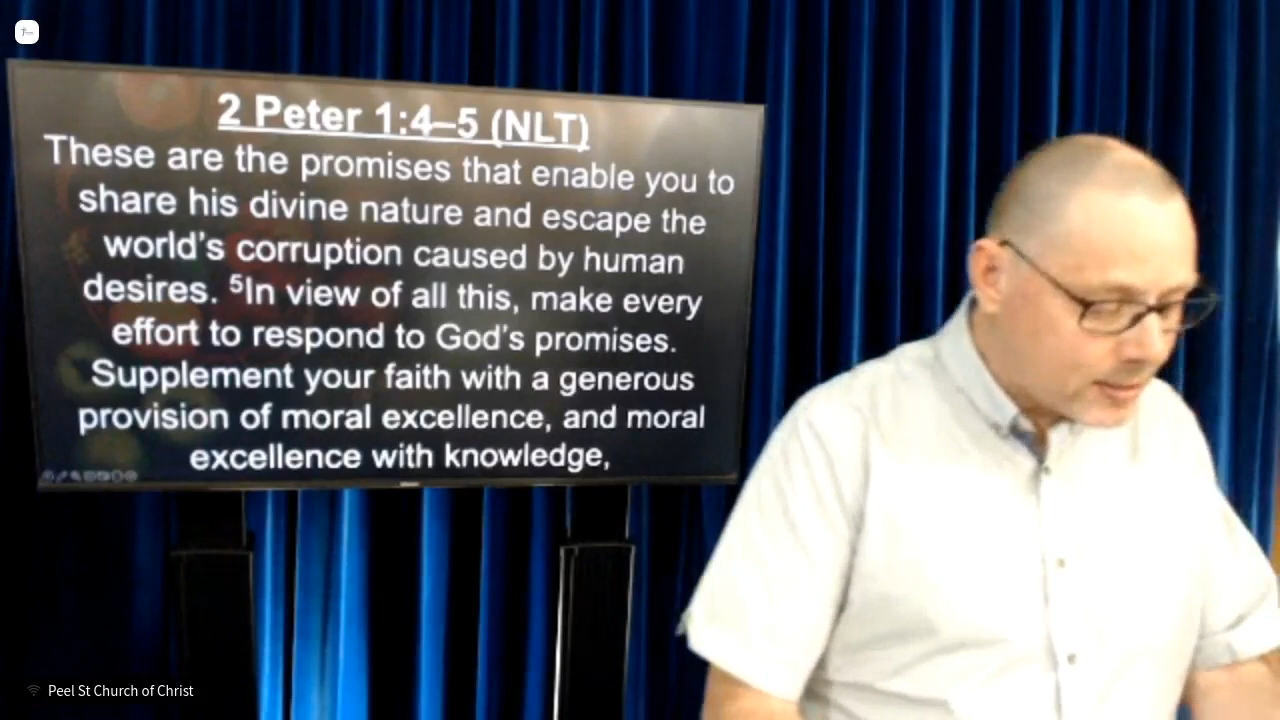 2 Peter 1:4–5 (NLT)
These are the promises that enable you to
share his divine nature and escape the
world’s corruption caused by human
desires. ⁵In view of all this, make every
effort to respond to God’s promises.
Supplement your faith with a generous
provision of moral excellence, and moral
excellence with knowledge,
Peel St Church of Christ